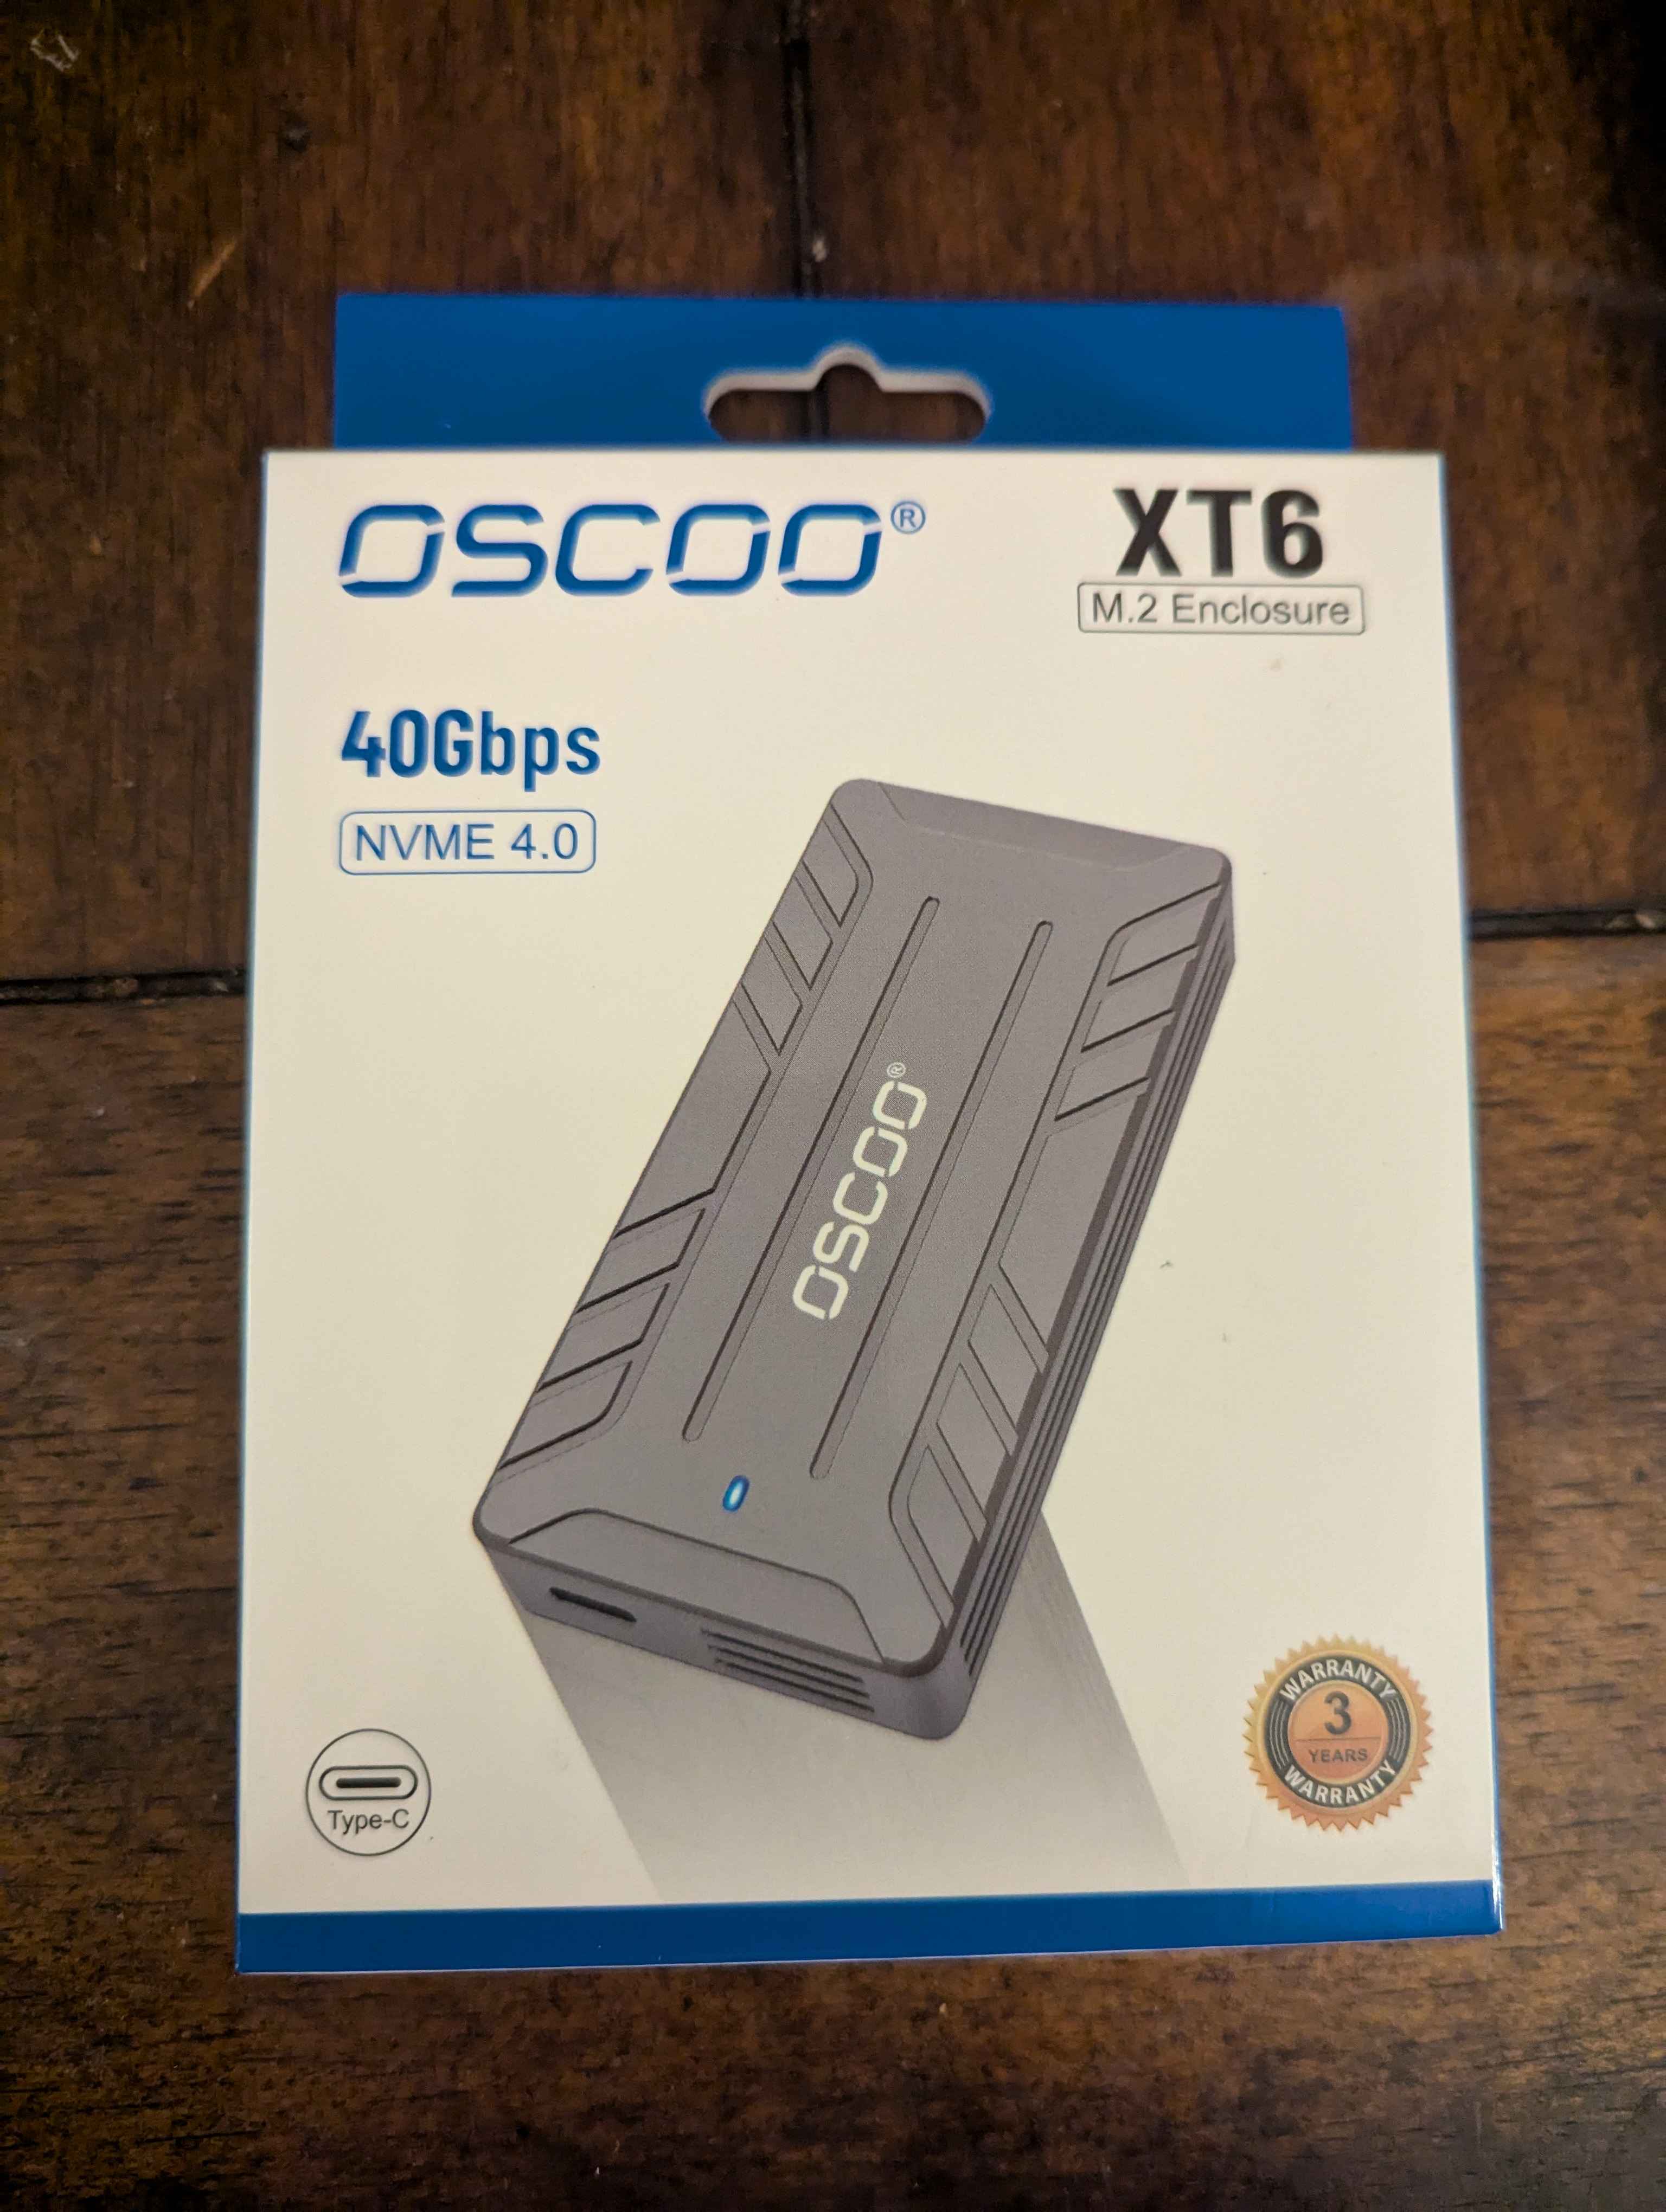 OSCOO®
XT6
M.2 Enclosure
40Gbps
NVME 4.0
OSCOO®
Type-C
WARRANTY
3
YEARS
WARRANTY